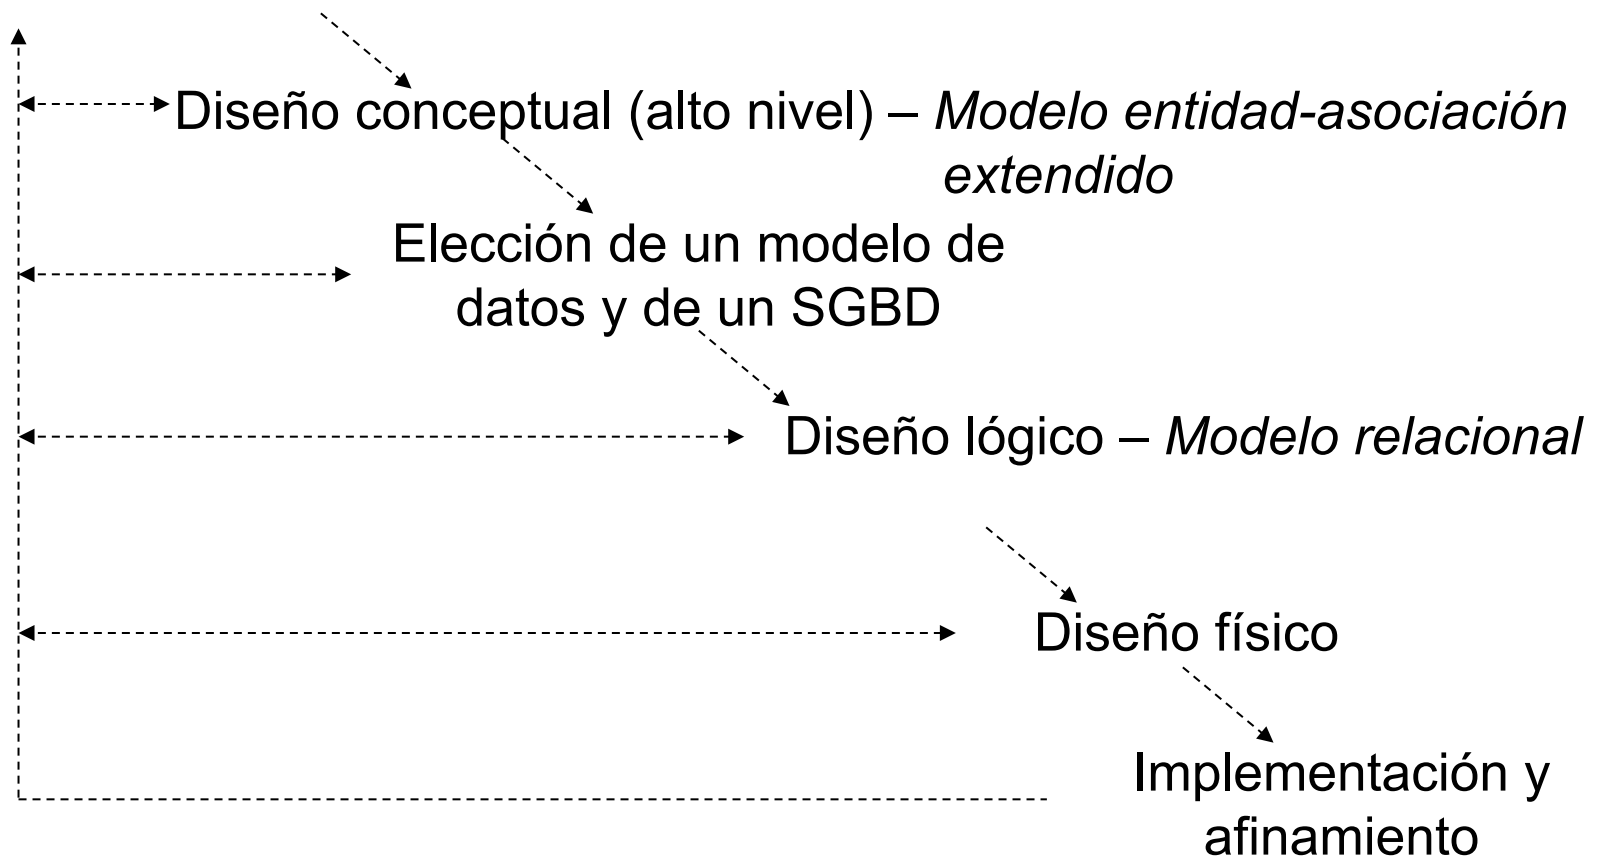 Diseño conceptual (alto nivel) – Modelo entidad-asociación
extendido
Elección de un modelo de
datos y de un SGBD
Diseño lógico – Modelo relacional
Diseño físico
Implementación y
afinamiento